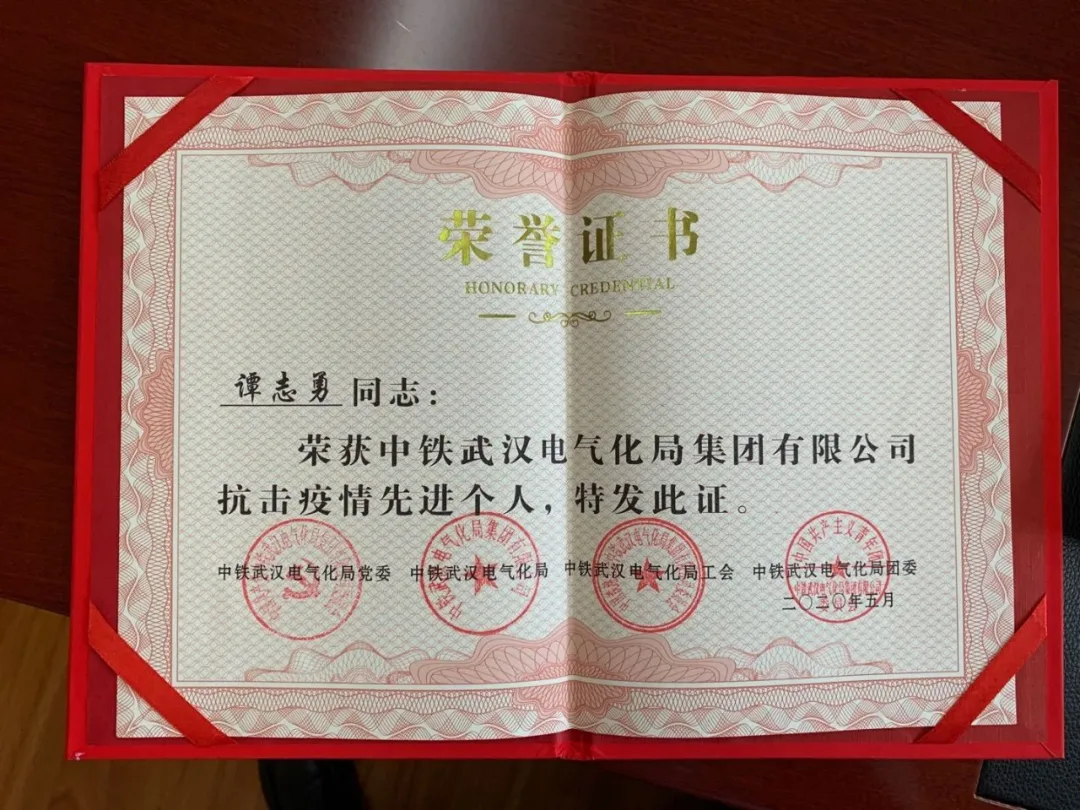 荣誉证书
HONORARY CREDENTIAL
谭志勇 同志：
荣获中铁武汉电气化局集团有限公司
抗击疫情先进个人，特发此证。
中铁武汉电气化局党委 中铁武汉电气化局 中铁武汉电气化局工会 中铁武汉电气化局团委
二〇二〇年五月